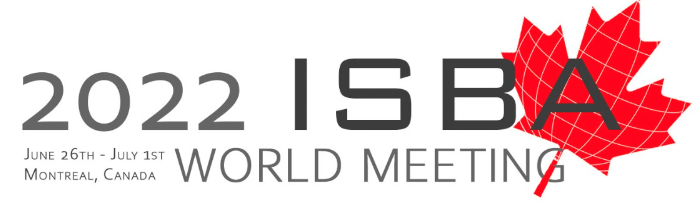 2022 ISBA
June 26th - July 1st
Montreal, Canada
WORLD MEETING